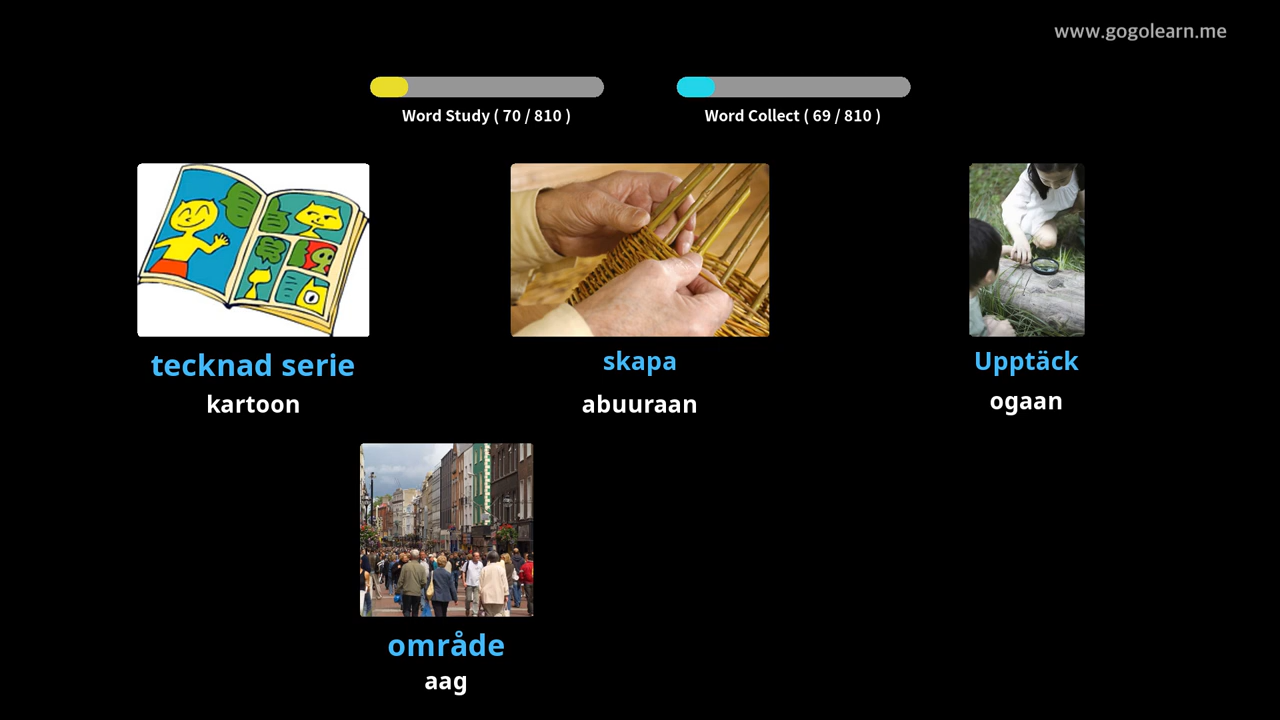 www.gogolearn.me
Word Study ( 70 / 810 )
Word Collect ( 69 / 810 )
tecknad serie
kartoon
skapa
abuuraan
Upptäck
ogaan
område
aag